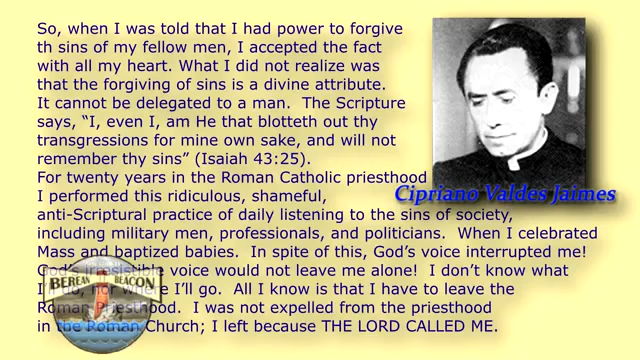 So, when I was told that I had power to forgive
th sins of my fellow men, I accepted the fact
with all my heart. What I did not realize was
that the forgiving of sins is a divine attribute.
It cannot be delegated to a man.  The Scripture
says, “I, even I, am He that blotteth out thy
transgressions for mine own sake, and will not
remember thy sins” (Isaiah 43:25).
For twenty years in the Roman Catholic priesthood
I performed this ridiculous, shameful,
Cipriano Valdes Jaimes
anti-Scriptural practice of daily listening to the sins of society,
including military men, professionals, and politicians.  When I celebrated
Mass and baptized babies.  In spite of this, God’s voice interrupted me!
God’s irresistible voice would not leave me alone!  I don’t know what
I’ll do, nor where I’ll go.  All I know is that I have to leave the
Roman Priesthood.  I was not expelled from the priesthood
in the Roman Church; I left because THE LORD CALLED ME.
BEREAN BEACON